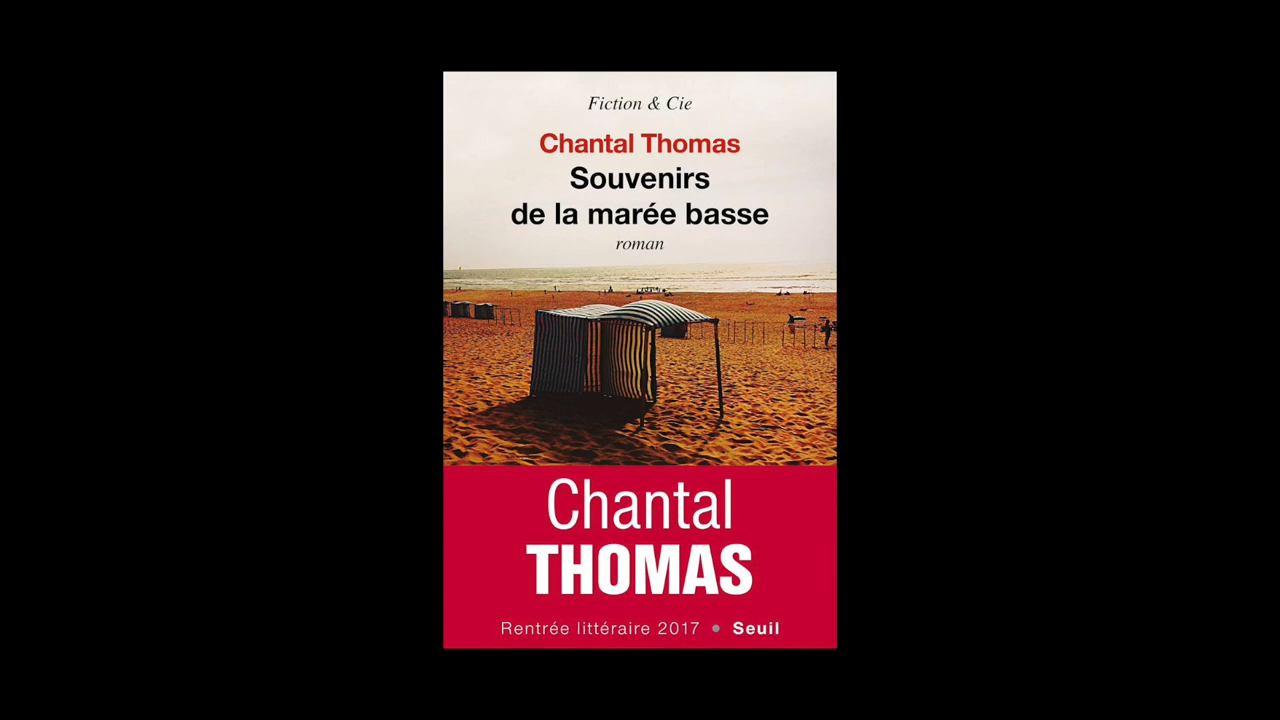 Fiction & Cie
Chantal Thomas
Souvenirs
de la marée basse
roman
Chantal
THOMAS
Rentrée littéraire 2017 • Seuil